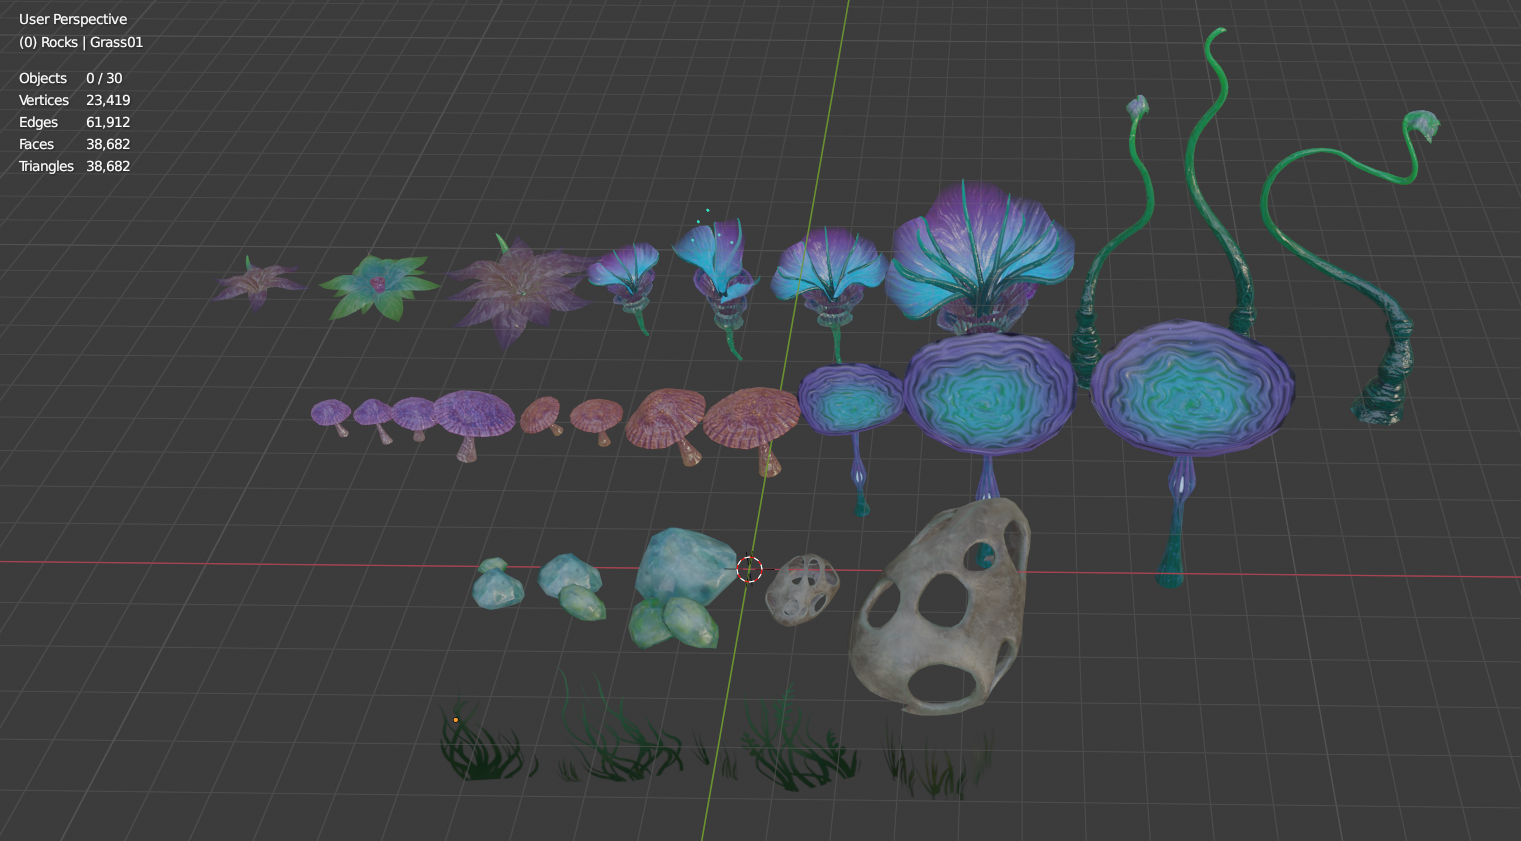 User Perspective
(0) Rocks | Grass01
Objects 0 / 30
Vertices 23,419
Edges 61,912
Faces 38,682
Triangles 38,682